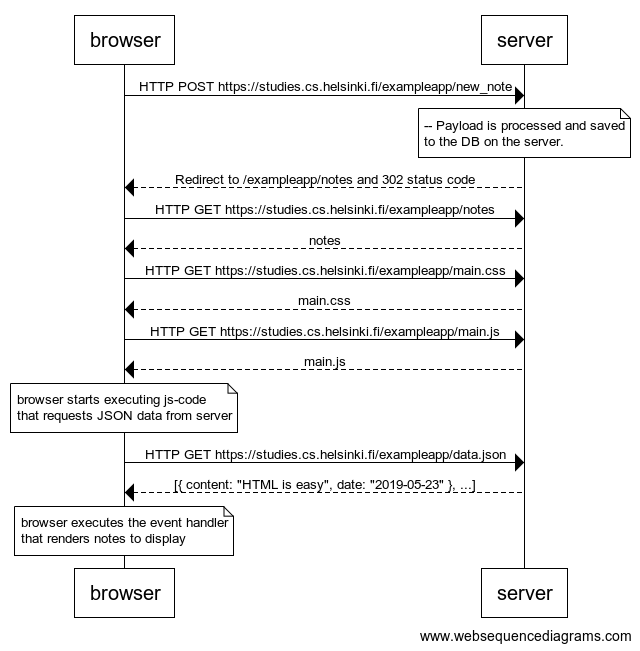 browser
server
HTTP POST https://studies.cs.helsinki.fi/exampleapp/new_note
-- Payload is processed and saved
to the DB on the server.
Redirect to /exampleapp/notes and 302 status code
HTTP GET https://studies.cs.helsinki.fi/exampleapp/notes
notes
HTTP GET https://studies.cs.helsinki.fi/exampleapp/main.css
main.css
HTTP GET https://studies.cs.helsinki.fi/exampleapp/main.js
main.js
browser starts executing js-code
that requests JSON data from server
HTTP GET https://studies.cs.helsinki.fi/exampleapp/data.json
[{ content: "HTML is easy", date: "2019-05-23" }, ...]
browser executes the event handler
that renders notes to display
browser
server
www.websequencediagrams.com